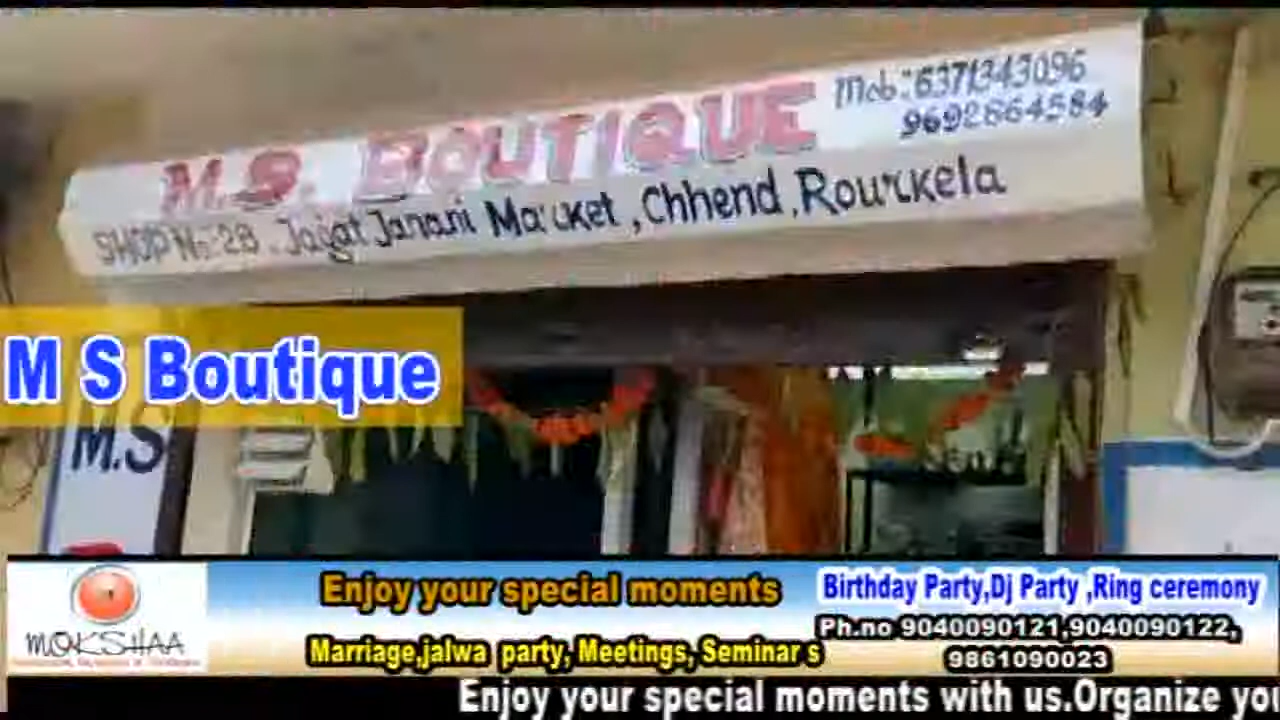 M.S. BOUTIQUE
Mob: 6371343096
9692864584
SHOP No: 28, Jagat Janani Market, Chhend, Rourkela
M S Boutique
M.S
MOKSHAA
Enjoy your special moments
Birthday Party,Dj Party ,Ring ceremony
Marriage,jalwa party, Meetings, Seminar s
Ph.no 9040090121,9040090122,
9861090023
Enjoy your special moments with us.Organize you